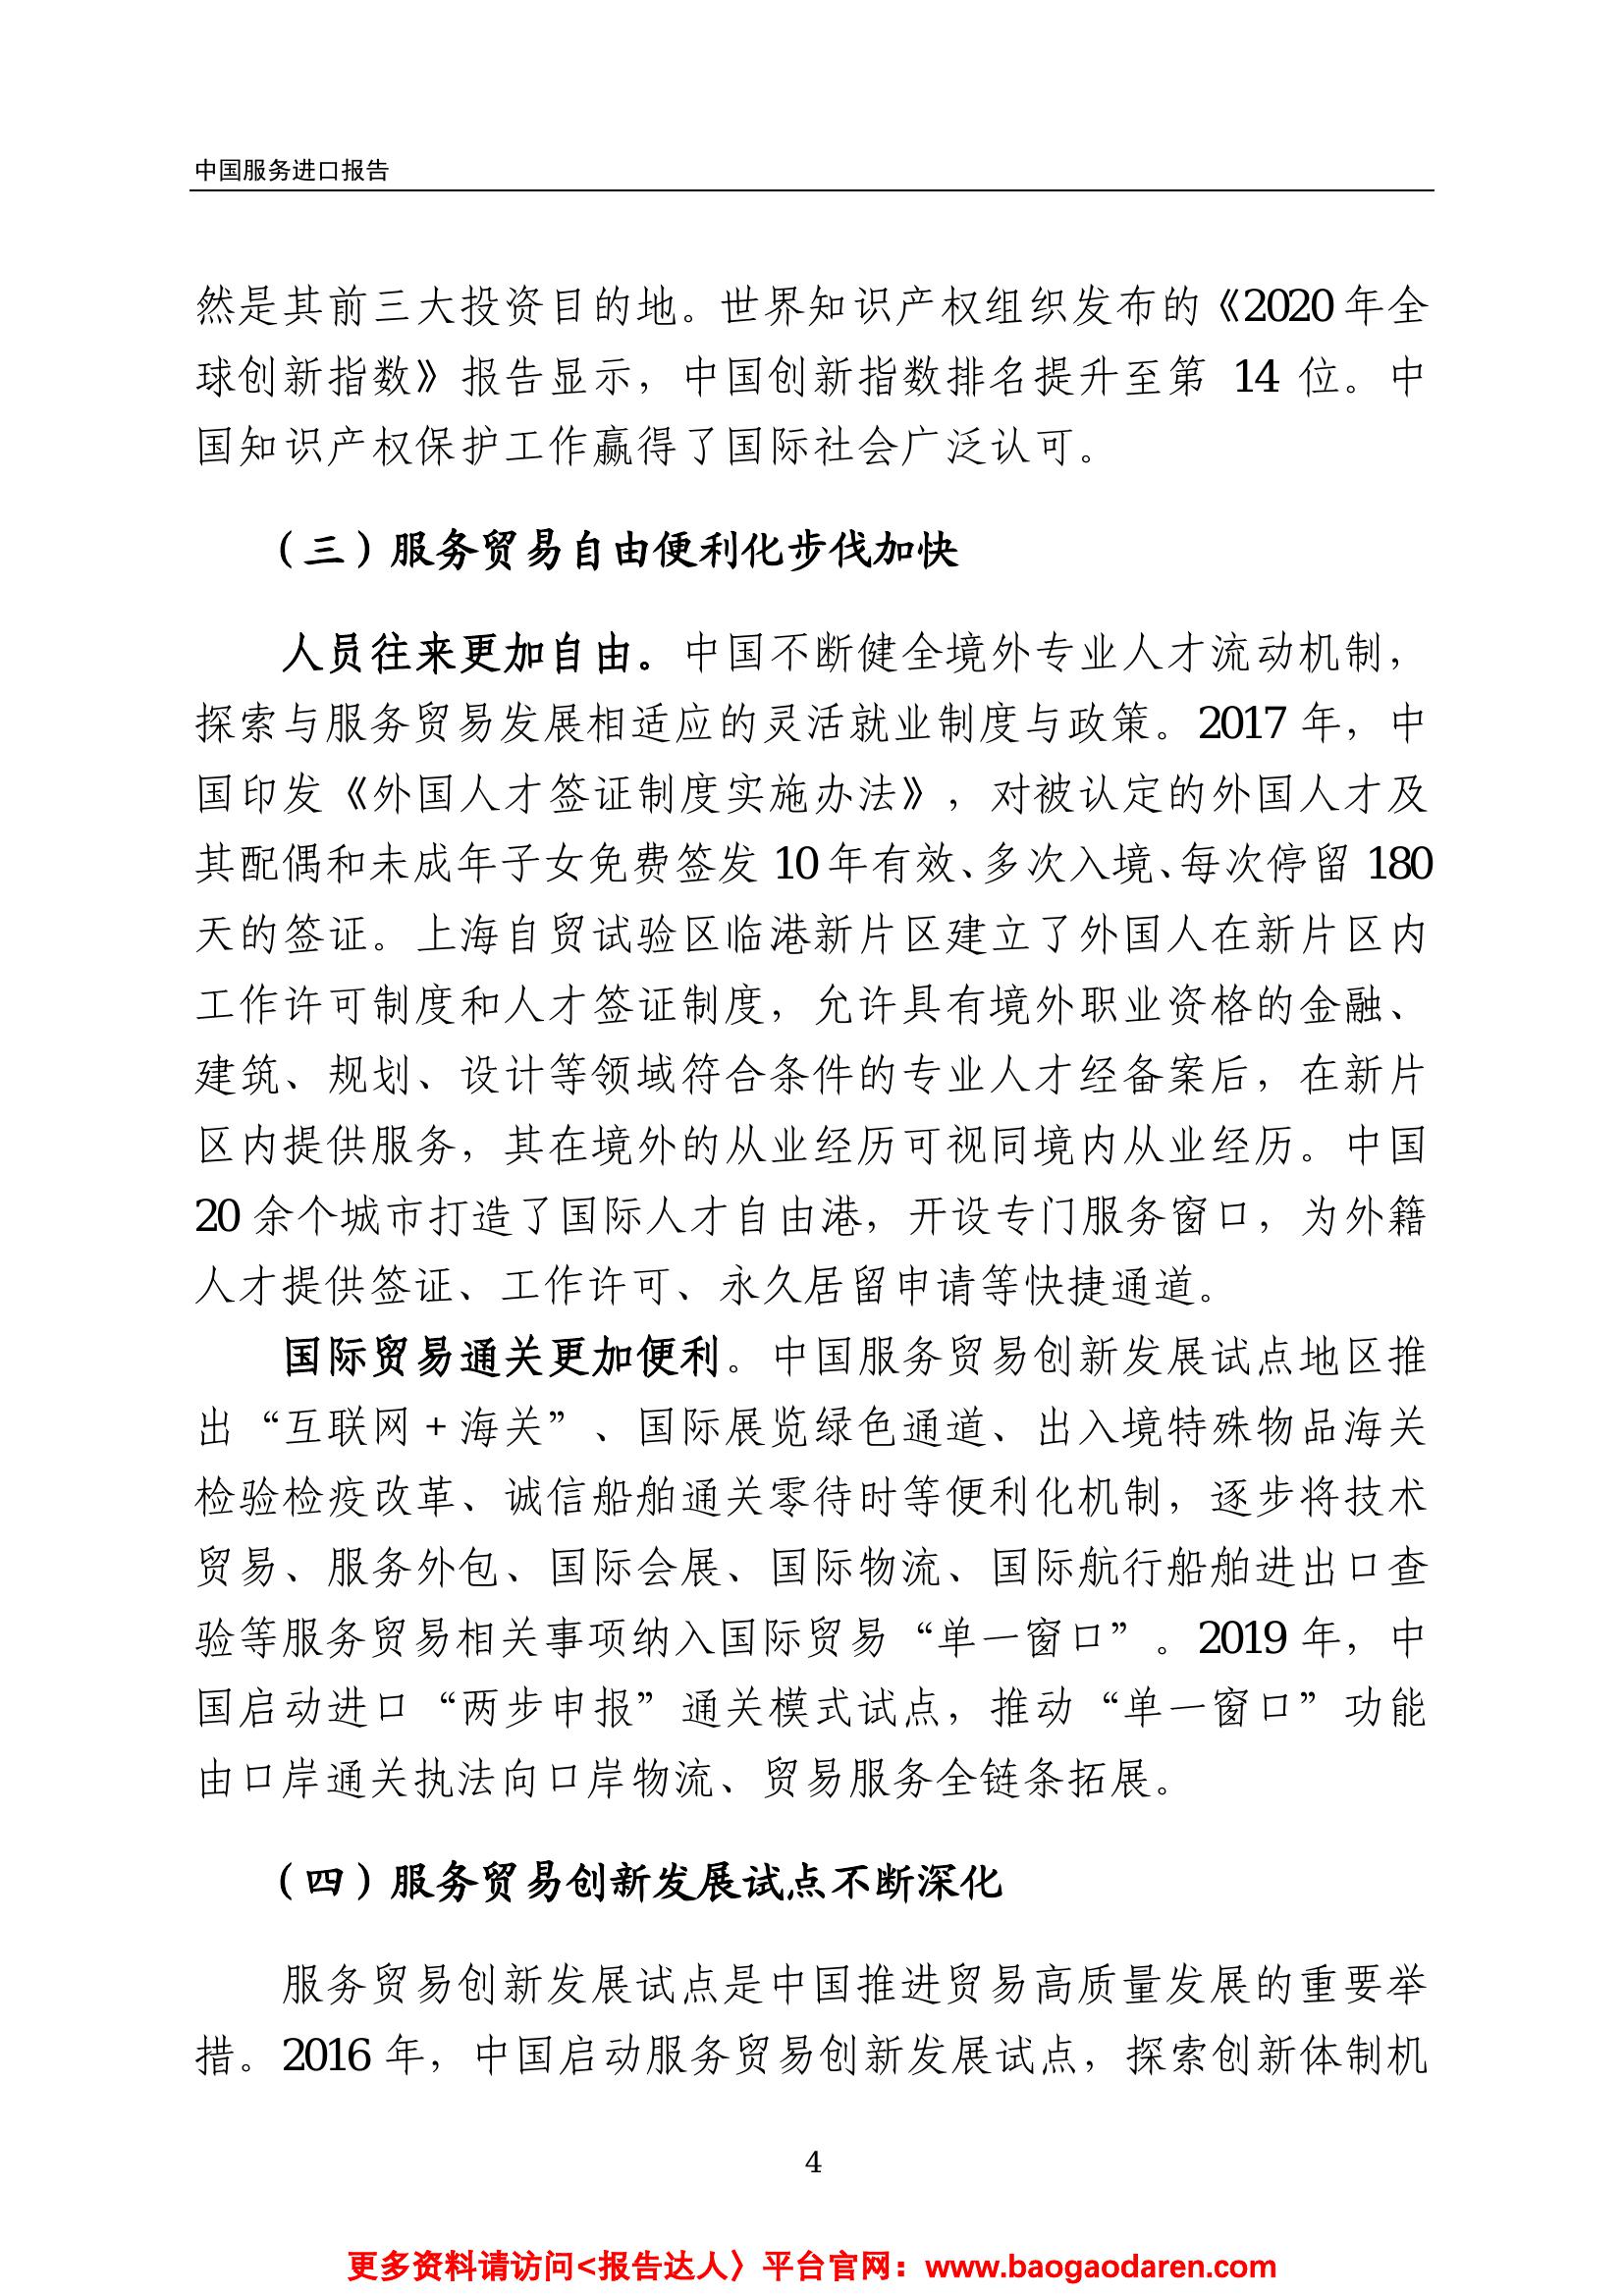 中国服务进口报告
然是其前三大投资目的地。世界知识产权组织发布的《2020 年全
球创新指数》报告显示，中国创新指数排名提升至第 14 位。中
国知识产权保护工作赢得了国际社会广泛认可。
（三）服务贸易自由便利化步伐加快
人员往来更加自由。中国不断健全境外专业人才流动机制，
探索与服务贸易发展相适应的灵活就业制度与政策。2017 年，中
国印发《外国人才签证制度实施办法》，对被认定的外国人才及
其配偶和未成年子女免费签发 10 年有效、多次入境、每次停留 180
天的签证。上海自贸试验区临港新片区建立了外国人在新片区内
工作许可制度和人才签证制度，允许具有境外职业资格的金融、
建筑、规划、设计等领域符合条件的专业人才经备案后，在新片
区内提供服务，其在境外的从业经历可视同境内从业经历。中国
20 余个城市打造了国际人才自由港，开设专门服务窗口，为外籍
人才提供签证、工作许可、永久居留申请等快捷通道。
国际贸易通关更加便利。中国服务贸易创新发展试点地区推
出“互联网+海关”、国际展览绿色通道、出入境特殊物品海关
检验检疫改革、诚信船舶通关零待时等便利化机制，逐步将技术
贸易、服务外包、国际会展、国际物流、国际航行船舶进出口查
验等服务贸易相关事项纳入国际贸易“单一窗口”。2019 年，中
国启动进口“两步申报”通关模式试点，推动“单一窗口”功能
由口岸通关执法向口岸物流、贸易服务全链条拓展。
（四）服务贸易创新发展试点不断深化
服务贸易创新发展试点是中国推进贸易高质量发展的重要举
措。2016 年，中国启动服务贸易创新发展试点，探索创新体制机
4
更多资料请访问<报告达人〉平台官网：www.baogaodaren.com